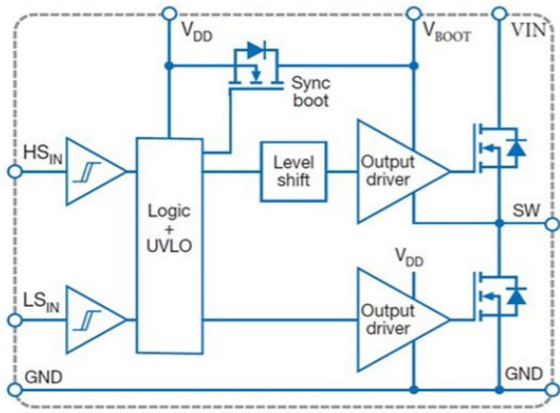 VDD
VBOOT
VIN
Sync
boot
HSIN
Level
shift
Output
driver
Logic
+
UVLO
SW
VDD
LSIN
Output
driver
GND
GND